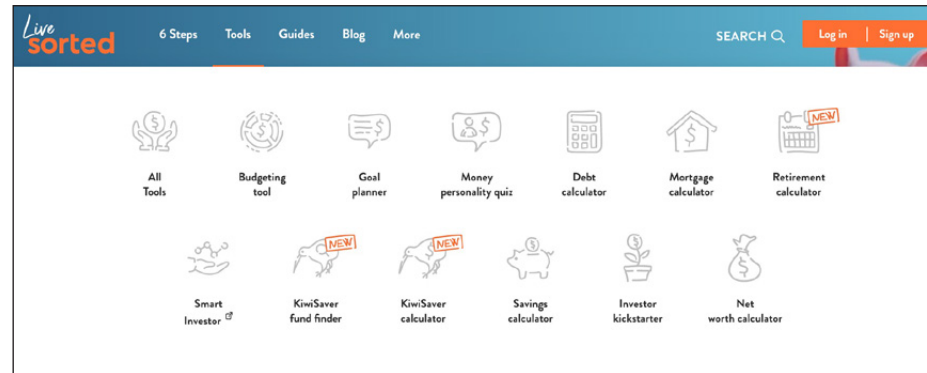 Live
sorted
6 Steps Tools Guides Blog More SEARCH Log in Sign up
$ $ $ $ $ NEW
All Budgeting Goal Money Debt Mortgage Retirement
Tools tool planner personality quiz calculator calculator calculator
NEW NEW $ $ $
Smart KiwiSaver KiwiSaver Savings Investor Net
Investor fund finder calculator calculator kickstarter worth calculator